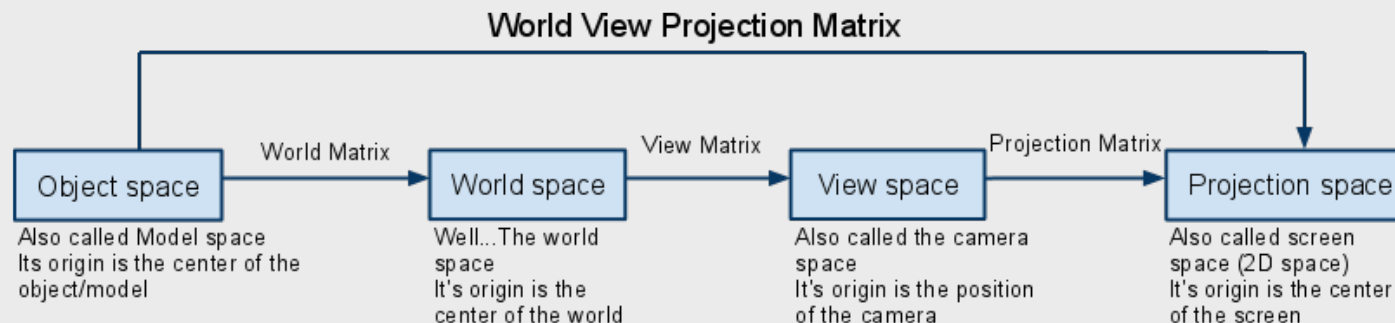 World View Projection Matrix
World Matrix
View Matrix
Projection Matrix
Object space
World space
View space
Projection space
Also called Model space
Its origin is the center of the
object/model
Well...The world
space
It's origin is the
center of the world
Also called the camera
space
It's origin is the position
of the camera
Also called screen
space (2D space)
It's origin is the center
of the screen